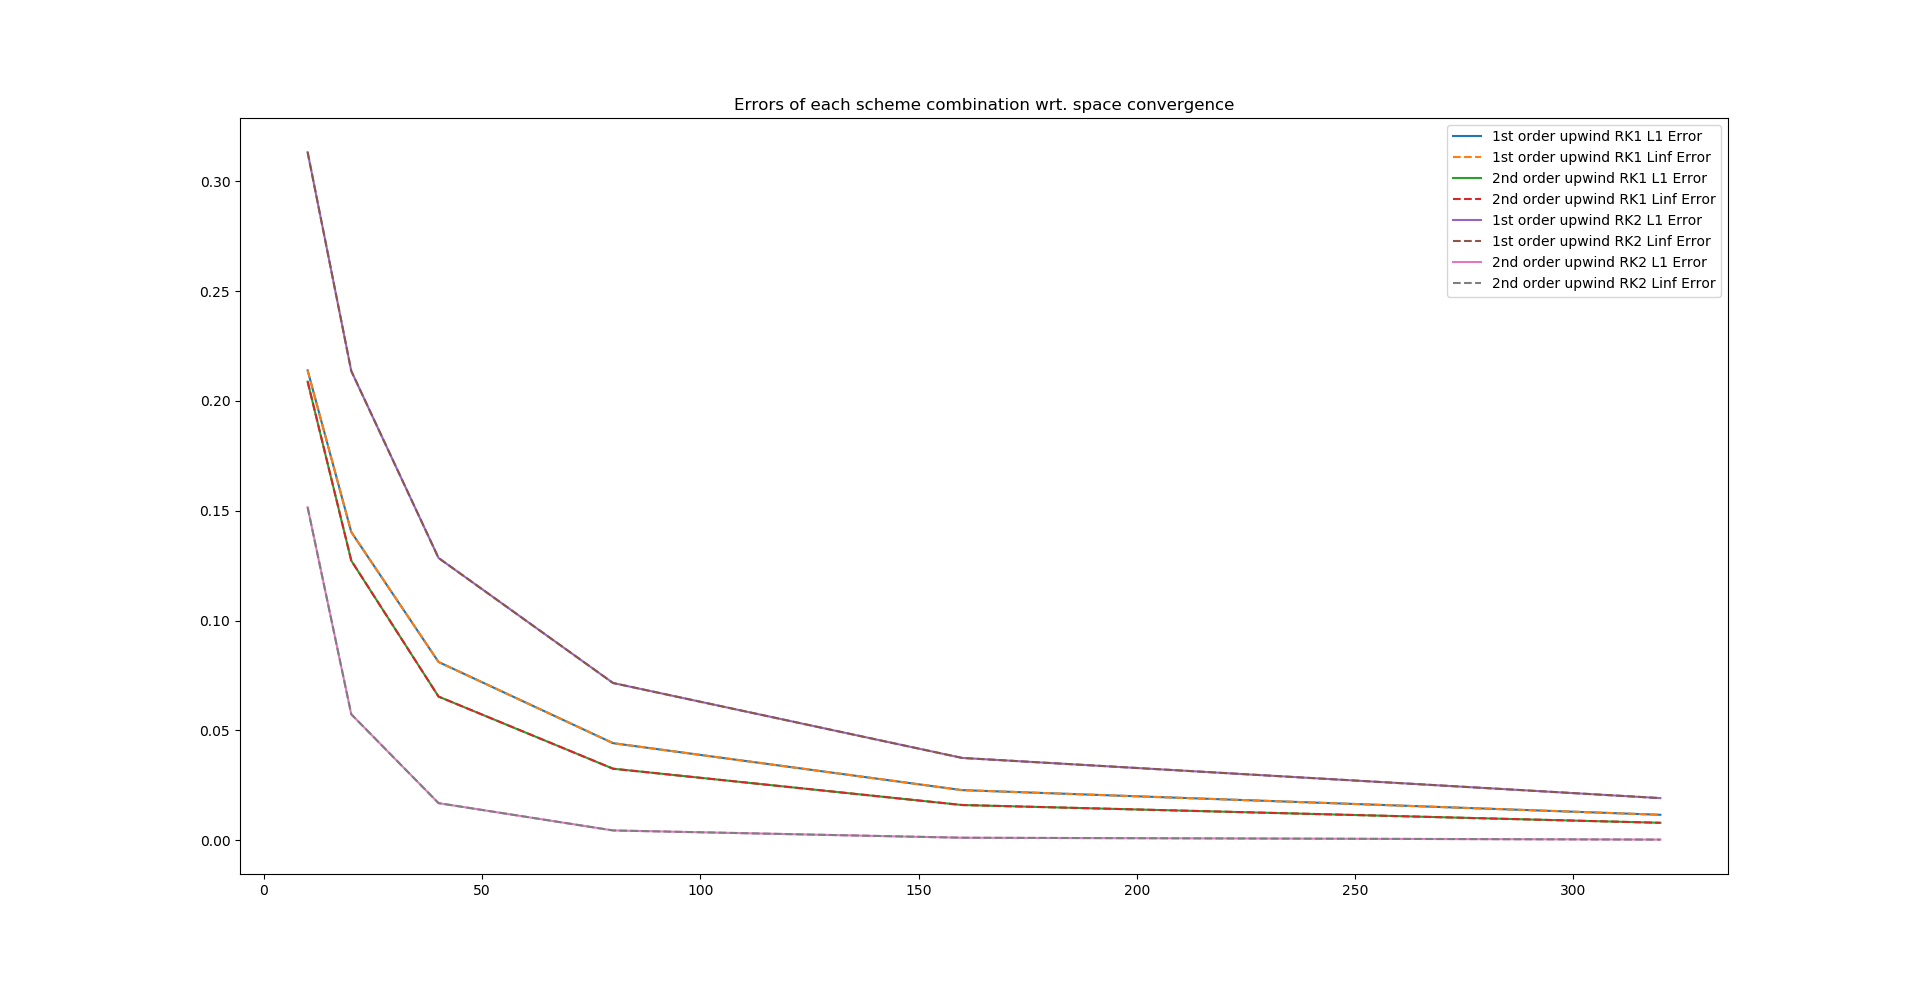 Errors of each scheme combination wrt. space convergence
1st order upwind RK1 L1 Error
1st order upwind RK1 Linf Error
2nd order upwind RK1 L1 Error
2nd order upwind RK1 Linf Error
1st order upwind RK2 L1 Error
1st order upwind RK2 Linf Error
2nd order upwind RK2 L1 Error
2nd order upwind RK2 Linf Error
0.30
0.25
0.20
0.15
0.10
0.05
0.00
0 50 100 150 200 250 300